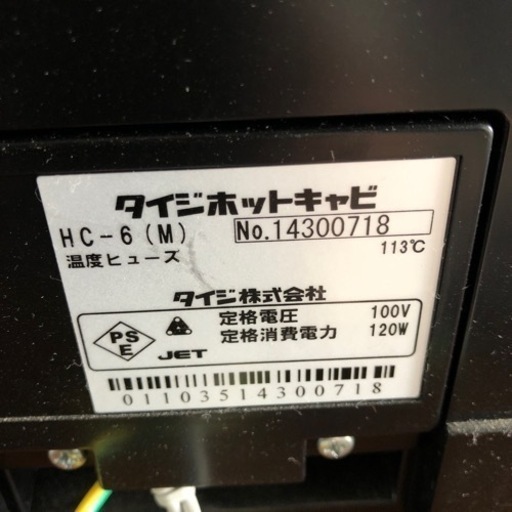 タイジホットキャビ
HC-6(M) No.14300718
温度ヒューズ 113℃
タイジ株式会社
定格電圧 100V
定格消費電力 120W
PS
E
JET
01103514300718